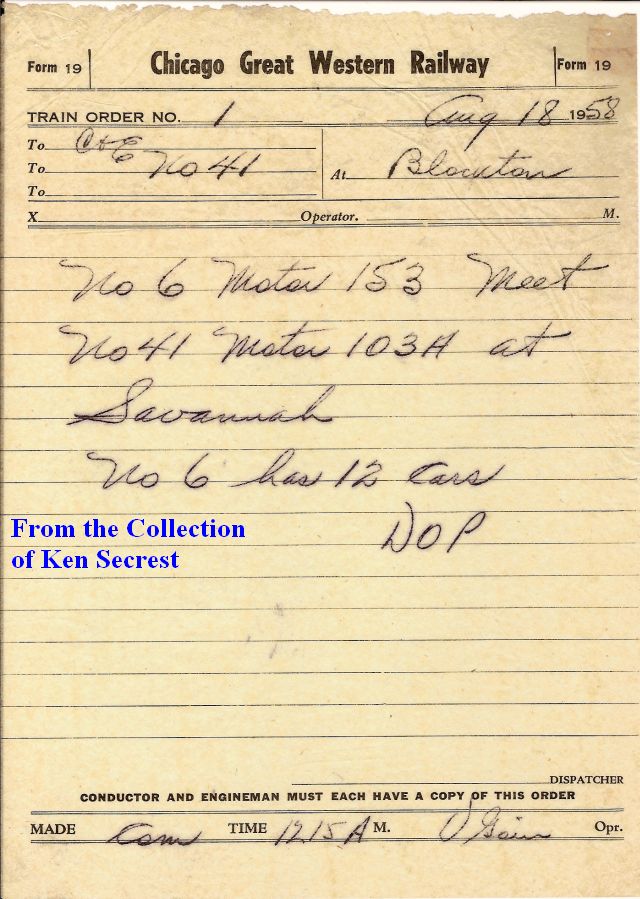 Form 19 Chicago Great Western Railway Form 19
TRAIN ORDER NO. 1 Aug 18 1958
To C+E
To No 41 At Blockton
To
X Operator. M.
No 6 Motor 153 Meet
No 41 Motor 103A at
Savannah
No 6 has 12 cars
DOP
From the Collection
of Ken Secrest
DISPATCHER
CONDUCTOR AND ENGINEMAN MUST EACH HAVE A COPY OF THIS ORDER
MADE Com TIME 1215 A M. Opr.